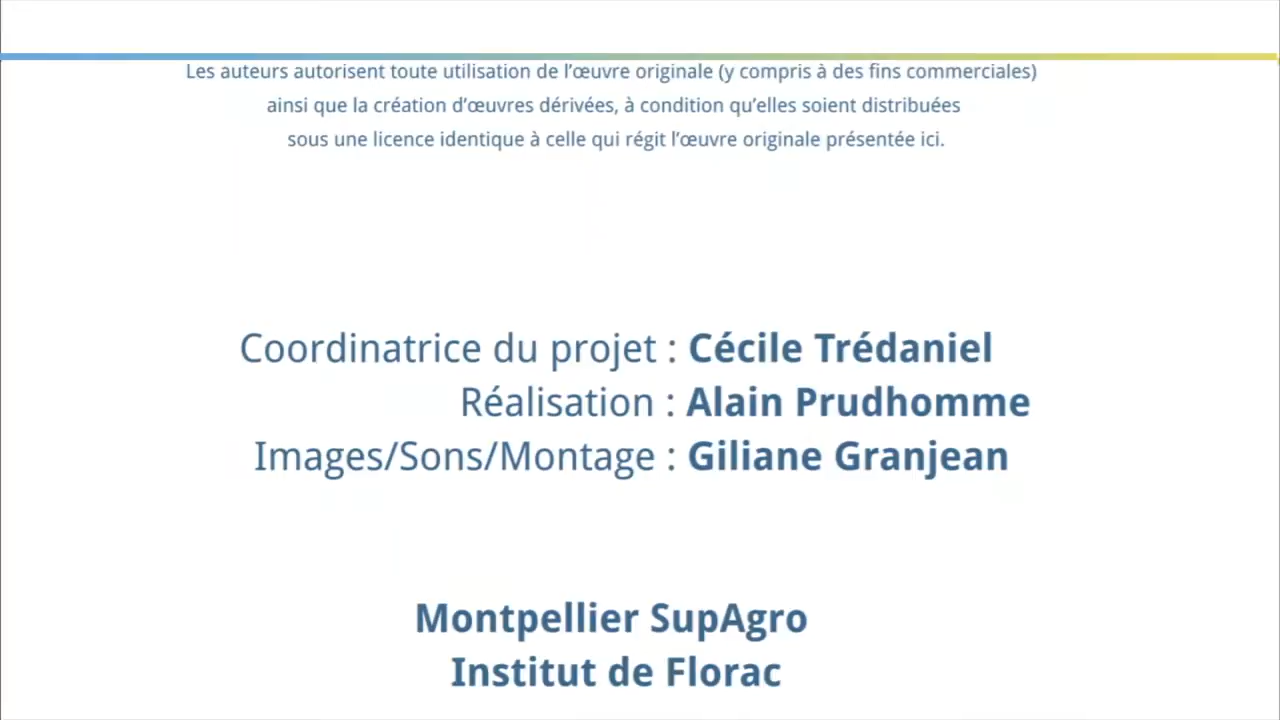 Les auteurs autorisent toute utilisation de l’œuvre originale (y compris à des fins commerciales)
ainsi que la création d’œuvres dérivées, à condition qu’elles soient distribuées
sous une licence identique à celle qui régit l’œuvre originale présentée ici.
Coordinatrice du projet : Cécile Trédaniel
Réalisation : Alain Prudhomme
Images/Sons/Montage : Giliane Granjean
Montpellier SupAgro
Institut de Florac